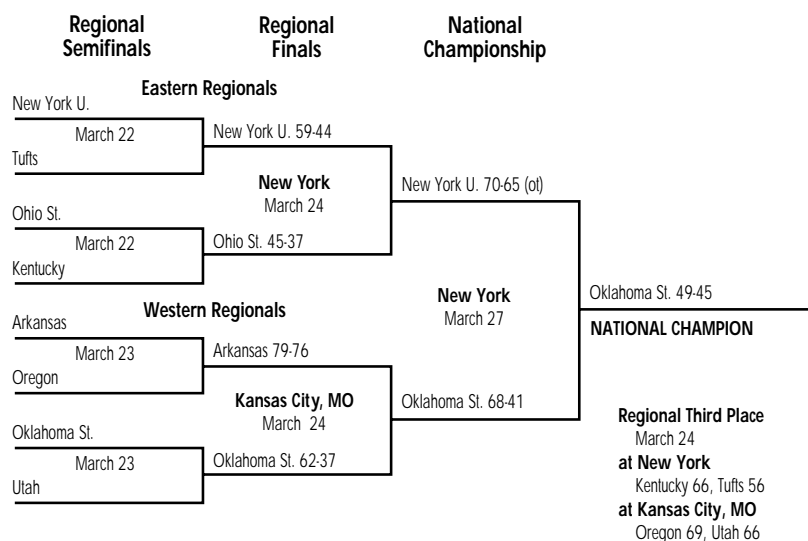 Regional
Semifinals
Regional
Finals
National
Championship
Eastern Regionals
New York U.
March 22
Tufts
New York U. 59-44
New York
March 24
New York U. 70-65 (ot)
Ohio St.
March 22
Kentucky
Ohio St. 45-37
New York
March 27
Oklahoma St. 49-45
NATIONAL CHAMPION
Western Regionals
Arkansas
March 23
Oregon
Arkansas 79-76
Kansas City, MO
March 24
Oklahoma St. 68-41
Oklahoma St.
March 23
Utah
Oklahoma St. 62-37
Regional Third Place
March 24
at New York
Kentucky 66, Tufts 56
at Kansas City, MO
Oregon 69, Utah 66